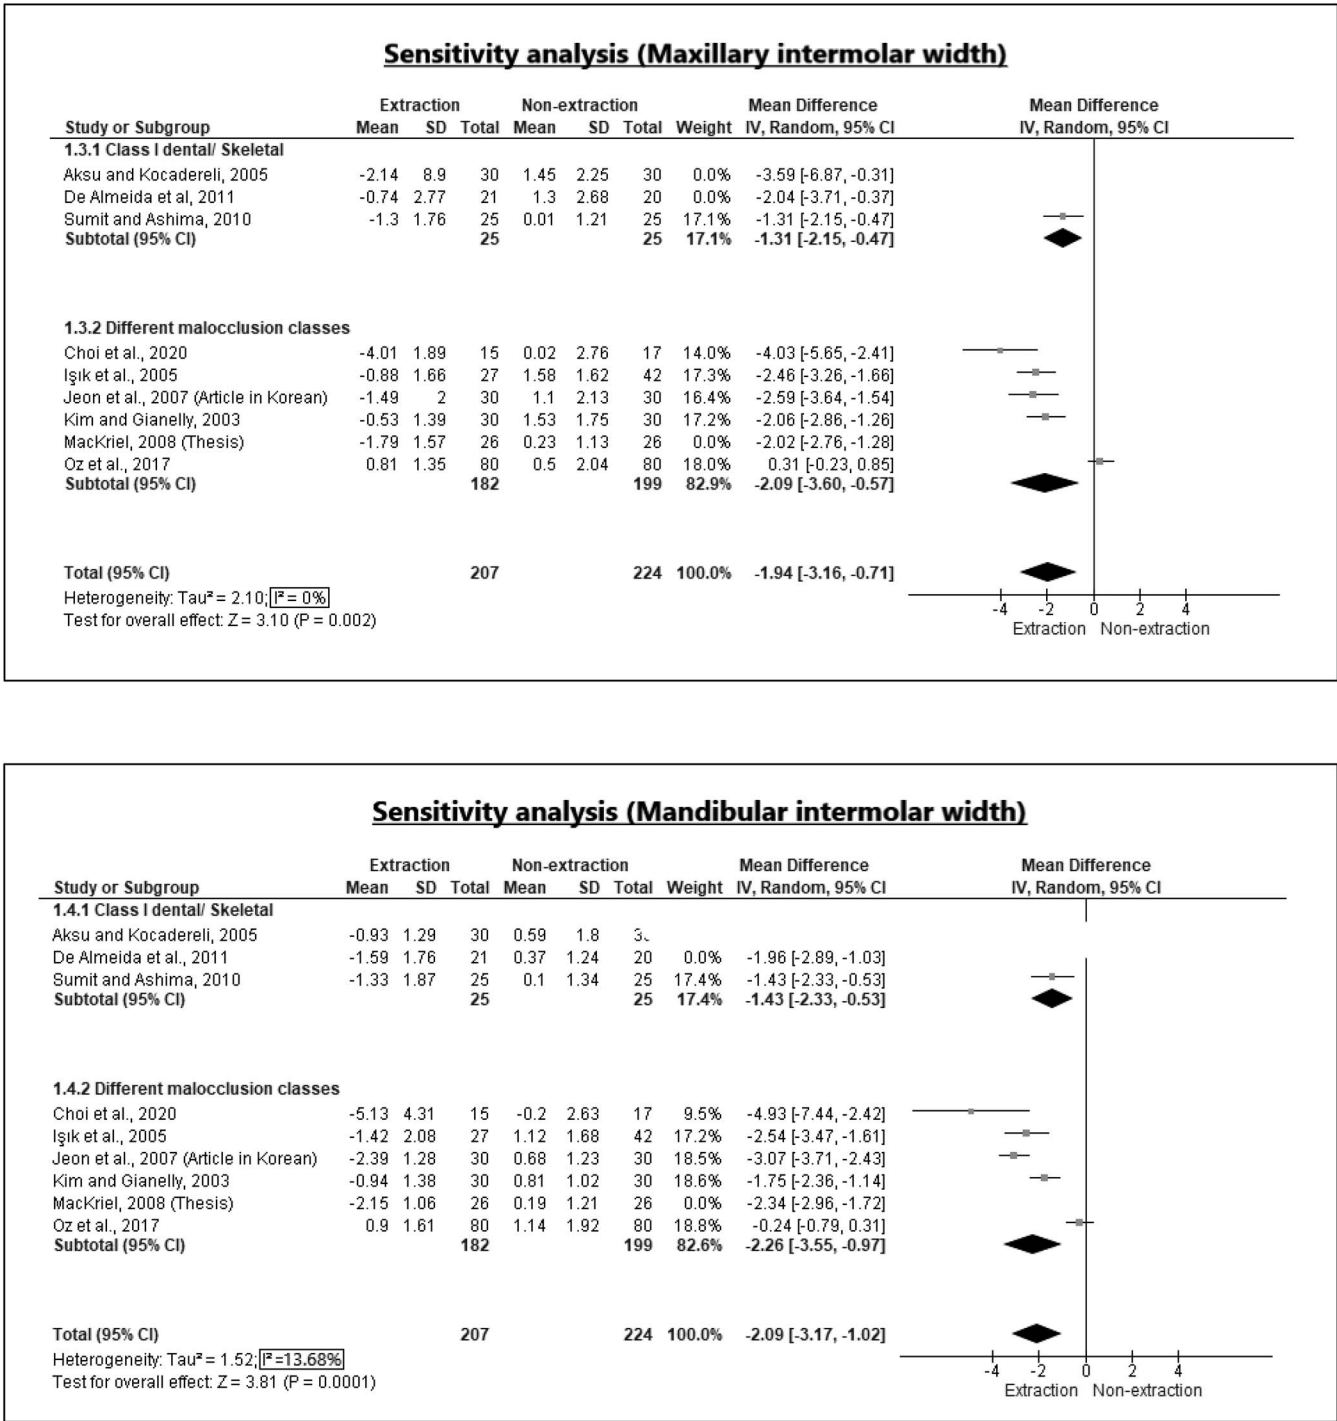 Sensitivity analysis (Maxillary intermolar width)
Extraction Non-extraction Mean Difference Mean Difference
Study or Subgroup Mean SD Total Mean SD Total Weight IV, Random, 95% CI IV, Random, 95% CI
1.3.1 Class I dental/ Skeletal
Aksu and Kocadereli, 2005 -2.14 8.9 30 1.45 2.25 30 0.0% -3.59 [-6.87, -0.31]
De Almeida et al, 2011 -0.74 2.77 21 1.3 2.68 20 0.0% -2.04 [-3.71, -0.37]
Sumit and Ashima, 2010 -1.3 1.76 25 0.01 1.21 25 17.1% -1.31 [-2.15, -0.47]
Subtotal (95% CI) 25 25 17.1% -1.31 [-2.15, -0.47]
1.3.2 Different malocclusion classes
Choi et al., 2020 -4.01 1.89 15 0.02 2.76 17 14.0% -4.03 [-5.65, -2.41]
Işık et al., 2005 -0.88 1.66 27 1.58 1.62 42 17.3% -2.46 [-3.26, -1.66]
Jeon et al., 2007 (Article in Korean) -1.49 2 30 1.1 2.13 30 16.4% -2.59 [-3.64, -1.54]
Kim and Gianelly, 2003 -0.53 1.39 30 1.53 1.75 30 17.2% -2.06 [-2.86, -1.26]
MacKriel, 2008 (Thesis) -1.79 1.57 26 0.23 1.13 26 0.0% -2.02 [-2.76, -1.28]
Oz et al., 2017 0.81 1.35 80 0.5 2.04 80 18.0% 0.31 [-0.23, 0.85]
Subtotal (95% CI) 182 199 82.9% -2.09 [-3.60, -0.57]
Total (95% CI) 207 224 100.0% -1.94 [-3.16, -0.71]
Heterogeneity: Tau² = 2.10; I² = 0%
Test for overall effect: Z = 3.10 (P = 0.002)
-4 -2 0 2 4
Extraction Non-extraction
Sensitivity analysis (Mandibular intermolar width)
Extraction Non-extraction Mean Difference Mean Difference
Study or Subgroup Mean SD Total Mean SD Total Weight IV, Random, 95% CI IV, Random, 95% CI
1.4.1 Class I dental/ Skeletal
Aksu and Kocadereli, 2005 -0.93 1.29 30 0.59 1.8
De Almeida et al., 2011 -1.59 1.76 21 0.37 1.24 20 0.0% -1.96 [-2.89, -1.03]
Sumit and Ashima, 2010 -1.33 1.87 25 0.1 1.34 25 17.4% -1.43 [-2.33, -0.53]
Subtotal (95% CI) 25 25 17.4% -1.43 [-2.33, -0.53]
1.4.2 Different malocclusion classes
Choi et al., 2020 -5.13 4.31 15 -0.2 2.63 17 9.5% -4.93 [-7.44, -2.42]
Işık et al., 2005 -1.42 2.08 27 1.12 1.68 42 17.2% -2.54 [-3.47, -1.61]
Jeon et al., 2007 (Article in Korean) -2.39 1.28 30 0.68 1.23 30 18.5% -3.07 [-3.71, -2.43]
Kim and Gianelly, 2003 -0.94 1.38 30 0.81 1.02 30 18.6% -1.75 [-2.36, -1.14]
MacKriel, 2008 (Thesis) -2.15 1.06 26 0.19 1.21 26 0.0% -2.34 [-2.96, -1.72]
Oz et al., 2017 0.9 1.61 80 1.14 1.92 80 18.8% -0.24 [-0.79, 0.31]
Subtotal (95% CI) 182 199 82.6% -2.26 [-3.55, -0.97]
Total (95% CI) 207 224 100.0% -2.09 [-3.17, -1.02]
Heterogeneity: Tau² = 1.52; I² =13.68%
Test for overall effect: Z = 3.81 (P = 0.0001)
-4 -2 0 2 4
Extraction Non-extraction